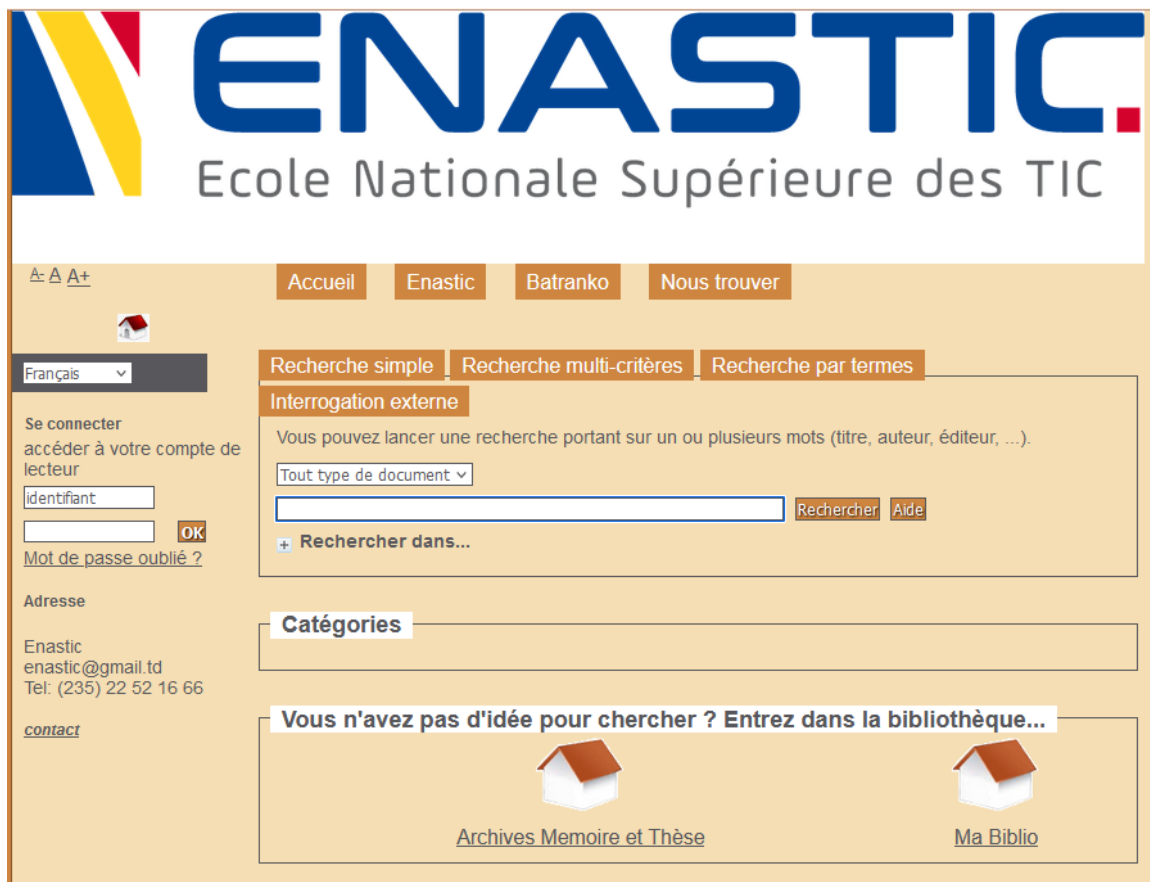 ENASTIC.
Ecole Nationale Supérieure des TIC
A- A A+
Accueil Enastic Batranko Nous trouver
Français
Se connecter
accéder à votre compte de
lecteur
identifiant
OK
Mot de passe oublié ?
Adresse
Enastic
enastic@gmail.td
Tel: (235) 22 52 16 66
contact
Recherche simple Recherche multi-critères Recherche par termes
Interrogation externe
Vous pouvez lancer une recherche portant sur un ou plusieurs mots (titre, auteur, éditeur, ...).
Tout type de document
Rechercher Aide
+ Rechercher dans...
Catégories
Vous n'avez pas d'idée pour chercher ? Entrez dans la bibliothèque...
Archives Memoire et Thèse Ma Biblio